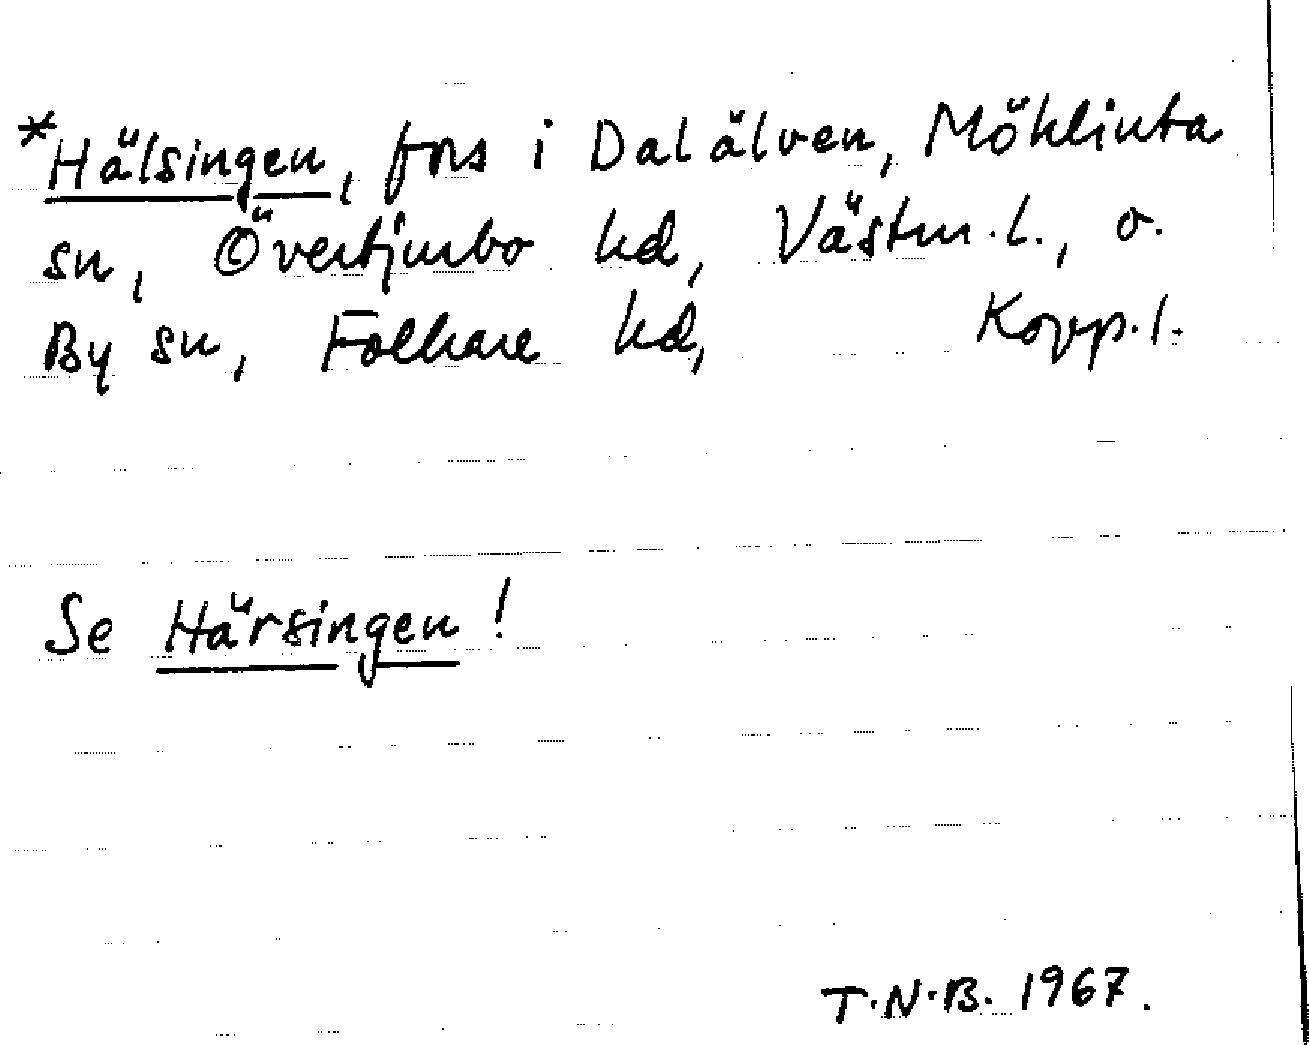 *Hälsingen, fors i Dalälven, Möklinta
sn, Övertjurbo hd, Västm. l., o.
By sn, Folkare hd, Kopp. l.
Se Härsingen!
T.N.B. 1967.